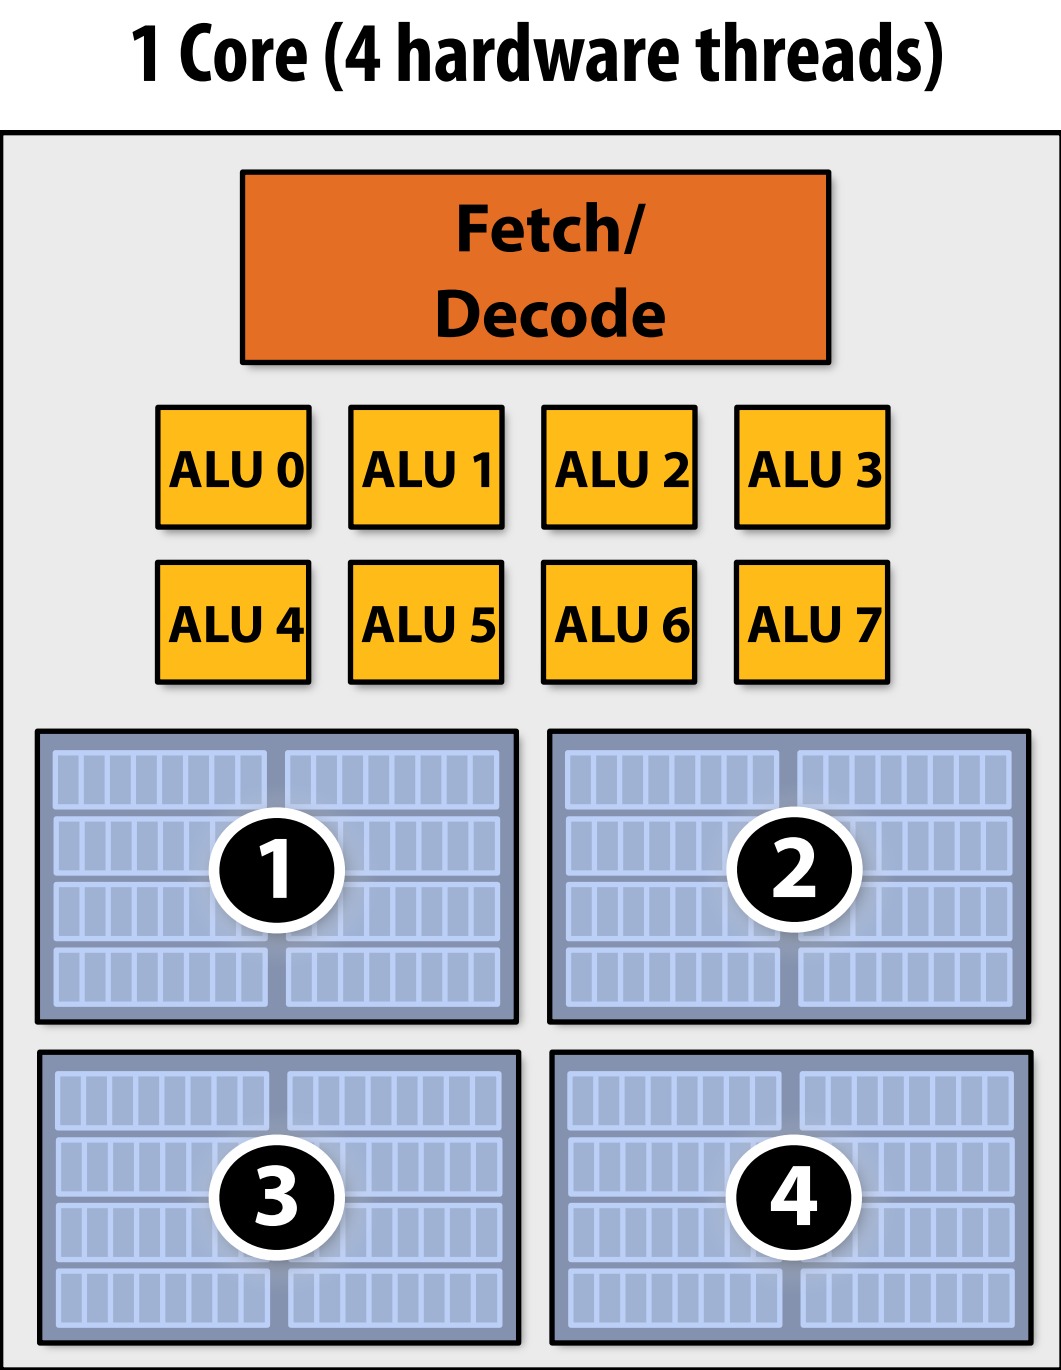 1 Core (4 hardware threads)
Fetch/
Decode
ALU 0 ALU 1 ALU 2 ALU 3
ALU 4 ALU 5 ALU 6 ALU 7
1 2
3 4